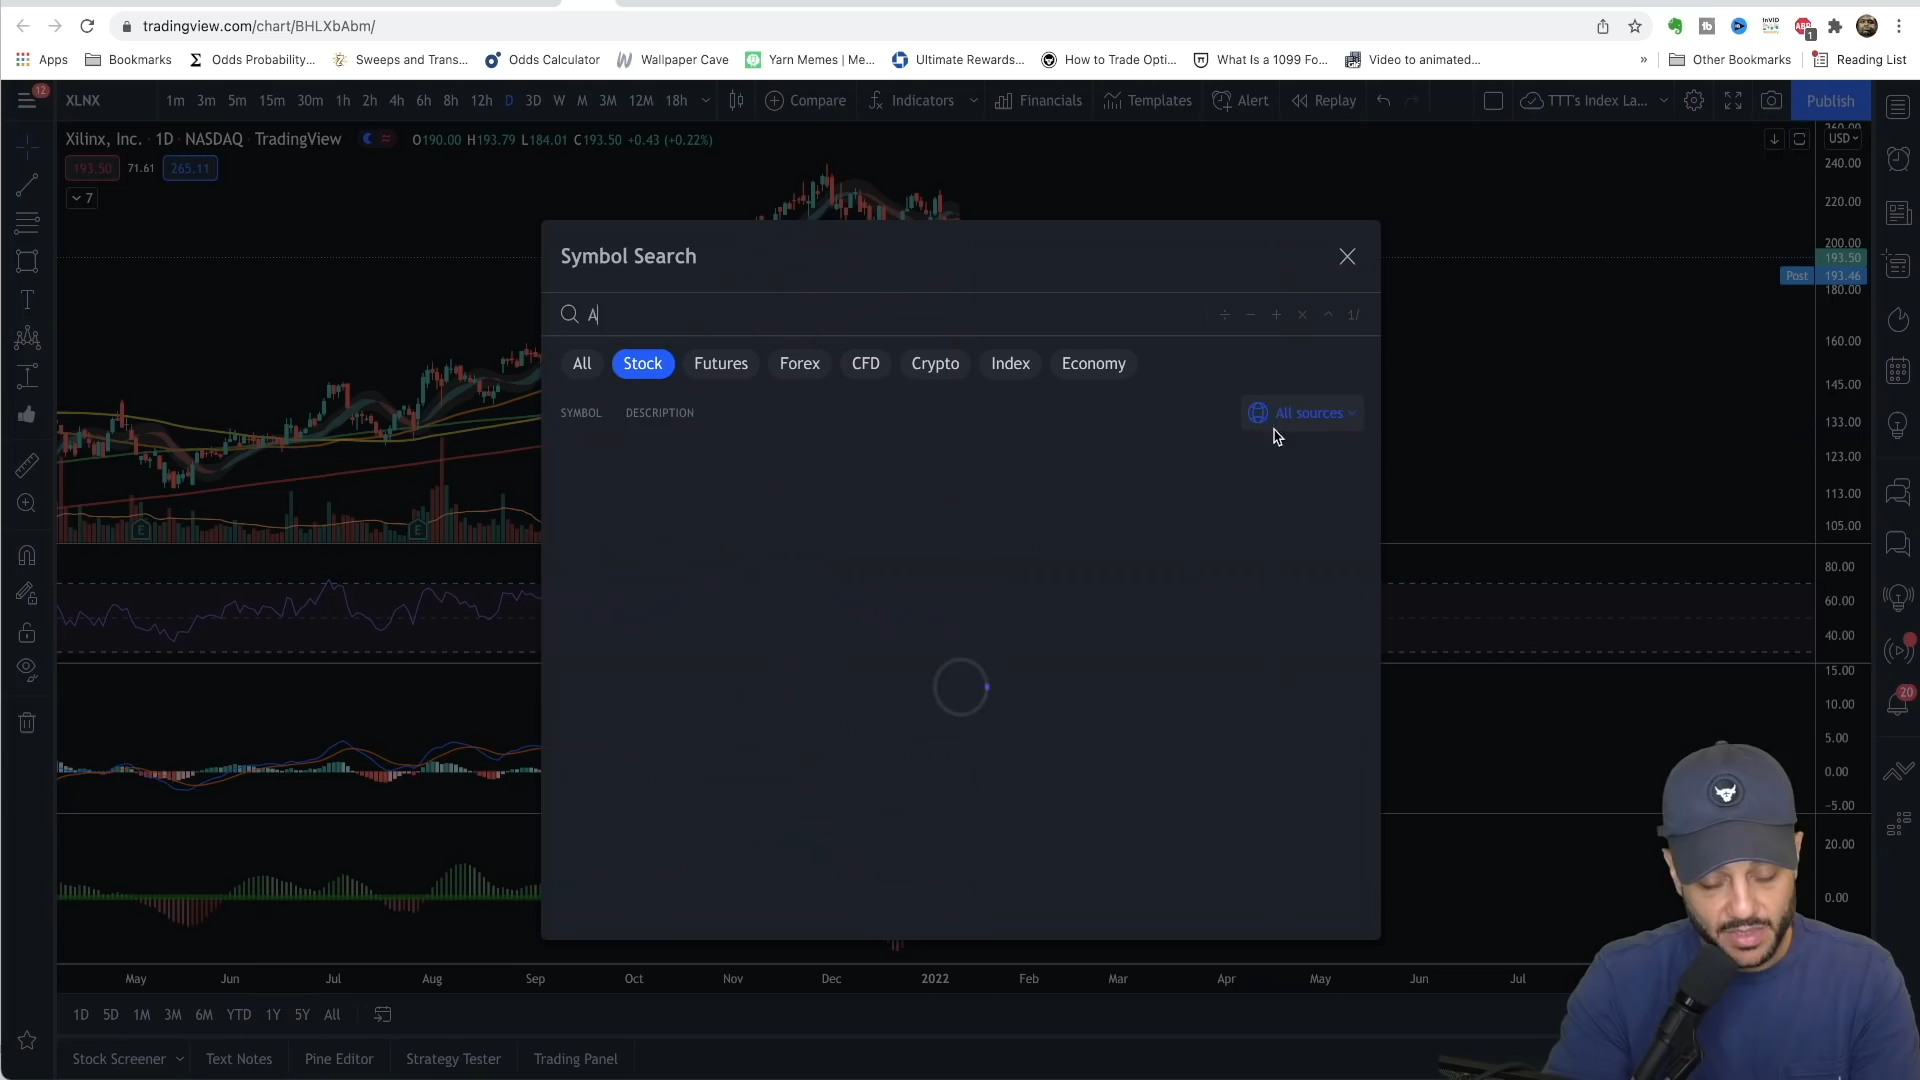 tradingview.com/chart/BHLXbAbm/
Apps Bookmarks Odds Probability... Sweeps and Trans... Odds Calculator Wallpaper Cave Yarn Memes | Me... Ultimate Rewards... How to Trade Opti... What Is a 1099 Fo... Video to animated... » Other Bookmarks Reading List
12 XLNX 1m 3m 5m 15m 30m 1h 2h 4h 6h 8h 12h D 3D W M 3M 12M 18h Compare Indicators Financials Templates Alert Replay TTT's Index La... Publish
Xilinx, Inc. · 1D · NASDAQ · TradingView O190.00 H193.79 L184.01 C193.50 +0.43 (+0.22%) USD
193.50 71.61 265.11
7
260.00
240.00
220.00
200.00
193.50
Post 193.46
180.00
160.00
145.00
133.00
123.00
113.00
105.00
80.00
60.00
40.00
15.00
10.00
5.00
0.00
−5.00
20.00
0.00
Symbol Search
A
÷ − + × ^ 1/
All Stock Futures Forex CFD Crypto Index Economy
SYMBOL DESCRIPTION All sources
E E
20
May Jun Jul Aug Sep Oct Nov Dec 2022 Feb Mar Apr May Jun Jul
1D 5D 1M 3M 6M YTD 1Y 5Y All
Stock Screener Text Notes Pine Editor Strategy Tester Trading Panel